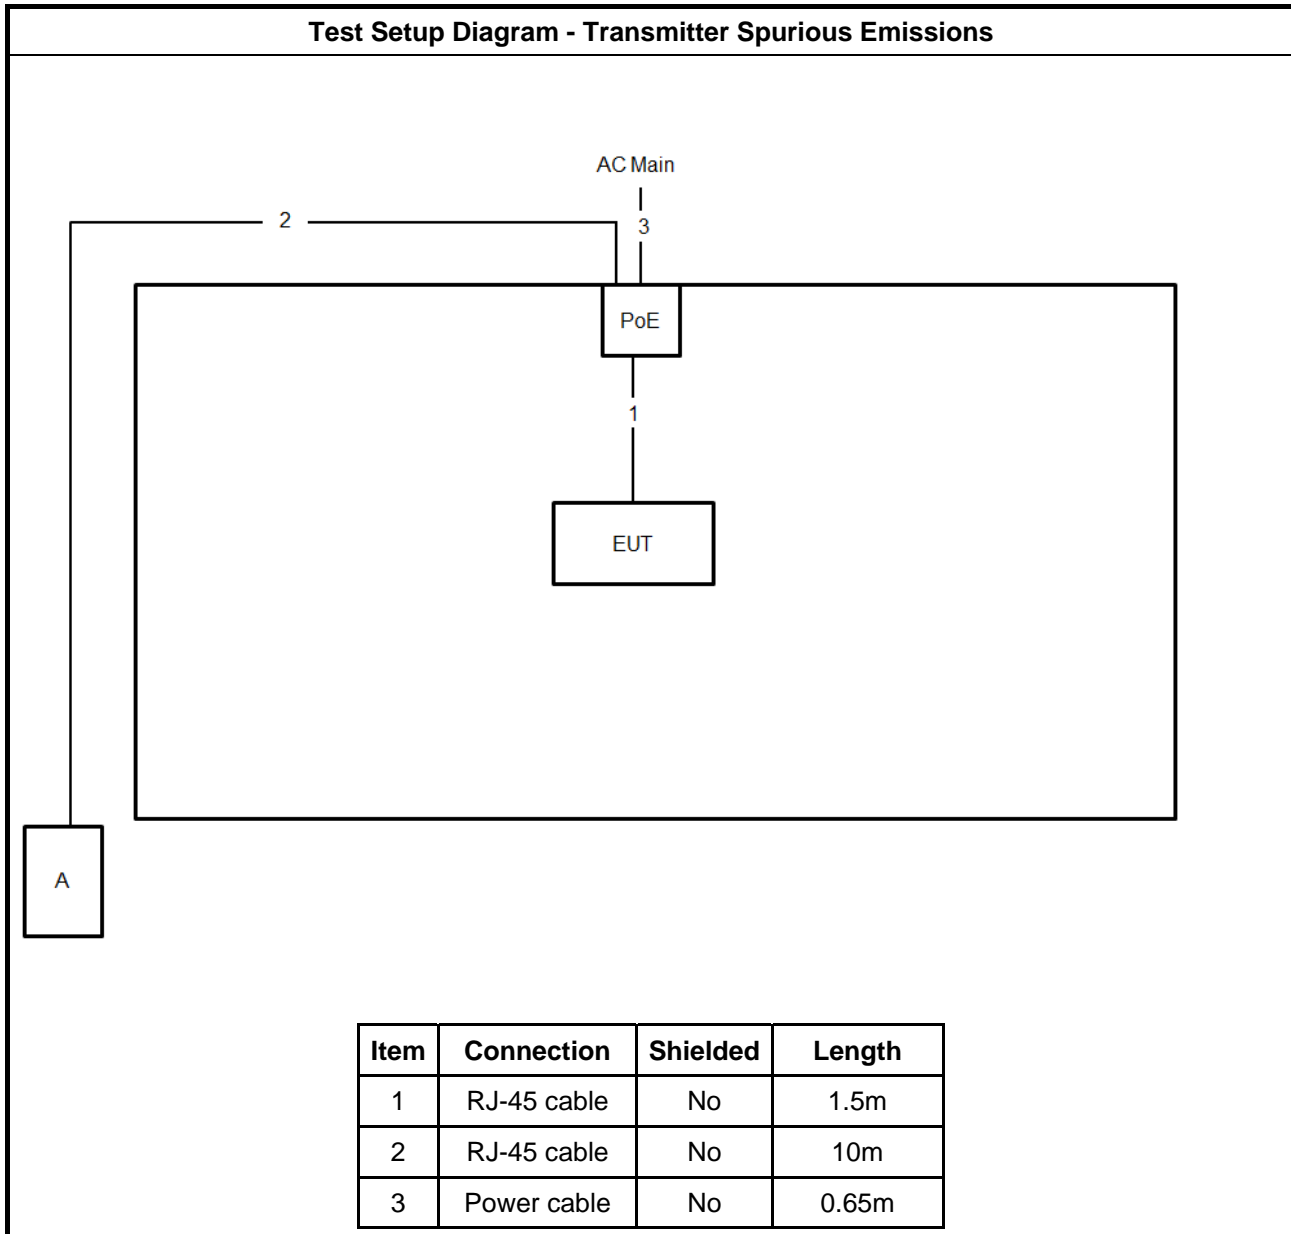 Test Setup Diagram - Transmitter Spurious Emissions
AC Main
2
3
PoE
1
EUT
A
Item Connection Shielded Length
1 RJ-45 cable No 1.5m
2 RJ-45 cable No 10m
3 Power cable No 0.65m